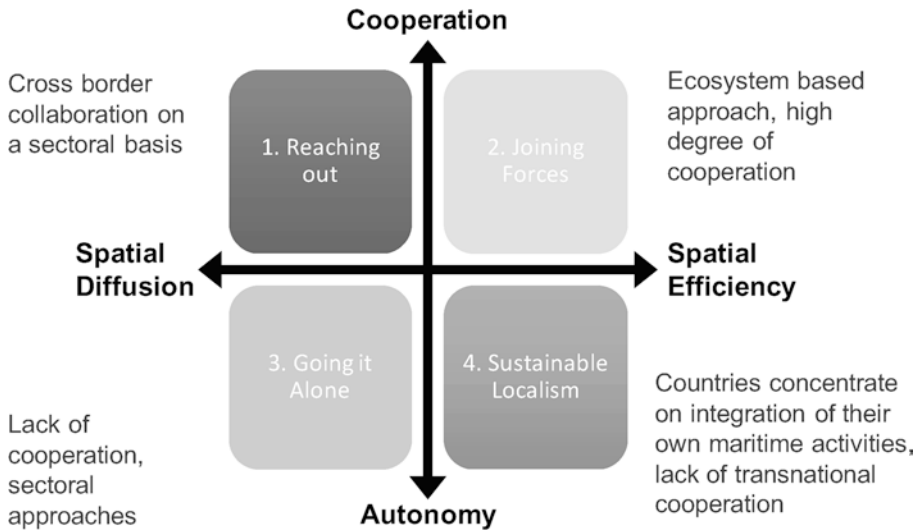 Cooperation
Cross border
collaboration on
a sectoral basis
1. Reaching
out
2. Joining
Forces
Ecosystem based
approach, high
degree of
cooperation
Spatial
Diffusion
Spatial
Efficiency
3. Going it
Alone
4. Sustainable
Localism
Lack of
cooperation,
sectoral
approaches
Countries concentrate
on integration of their
own maritime activities,
lack of transnational
cooperation
Autonomy